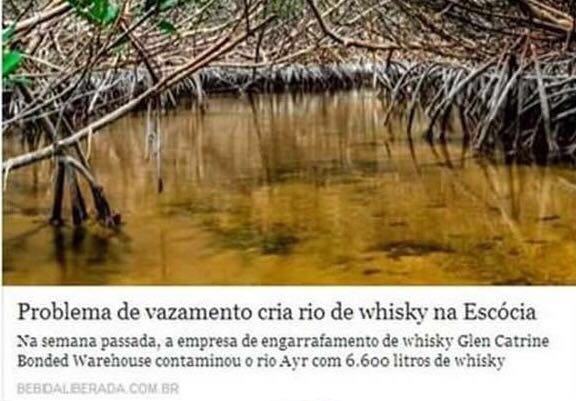 Problema de vazamento cria rio de whisky na Escócia
Na semana passada, a empresa de engarrafamento de whisky Glen Catrine
Bonded Warehouse contaminou o rio Ayr com 6.600 litros de whisky
BEBIDALIBERADA.COM.BR